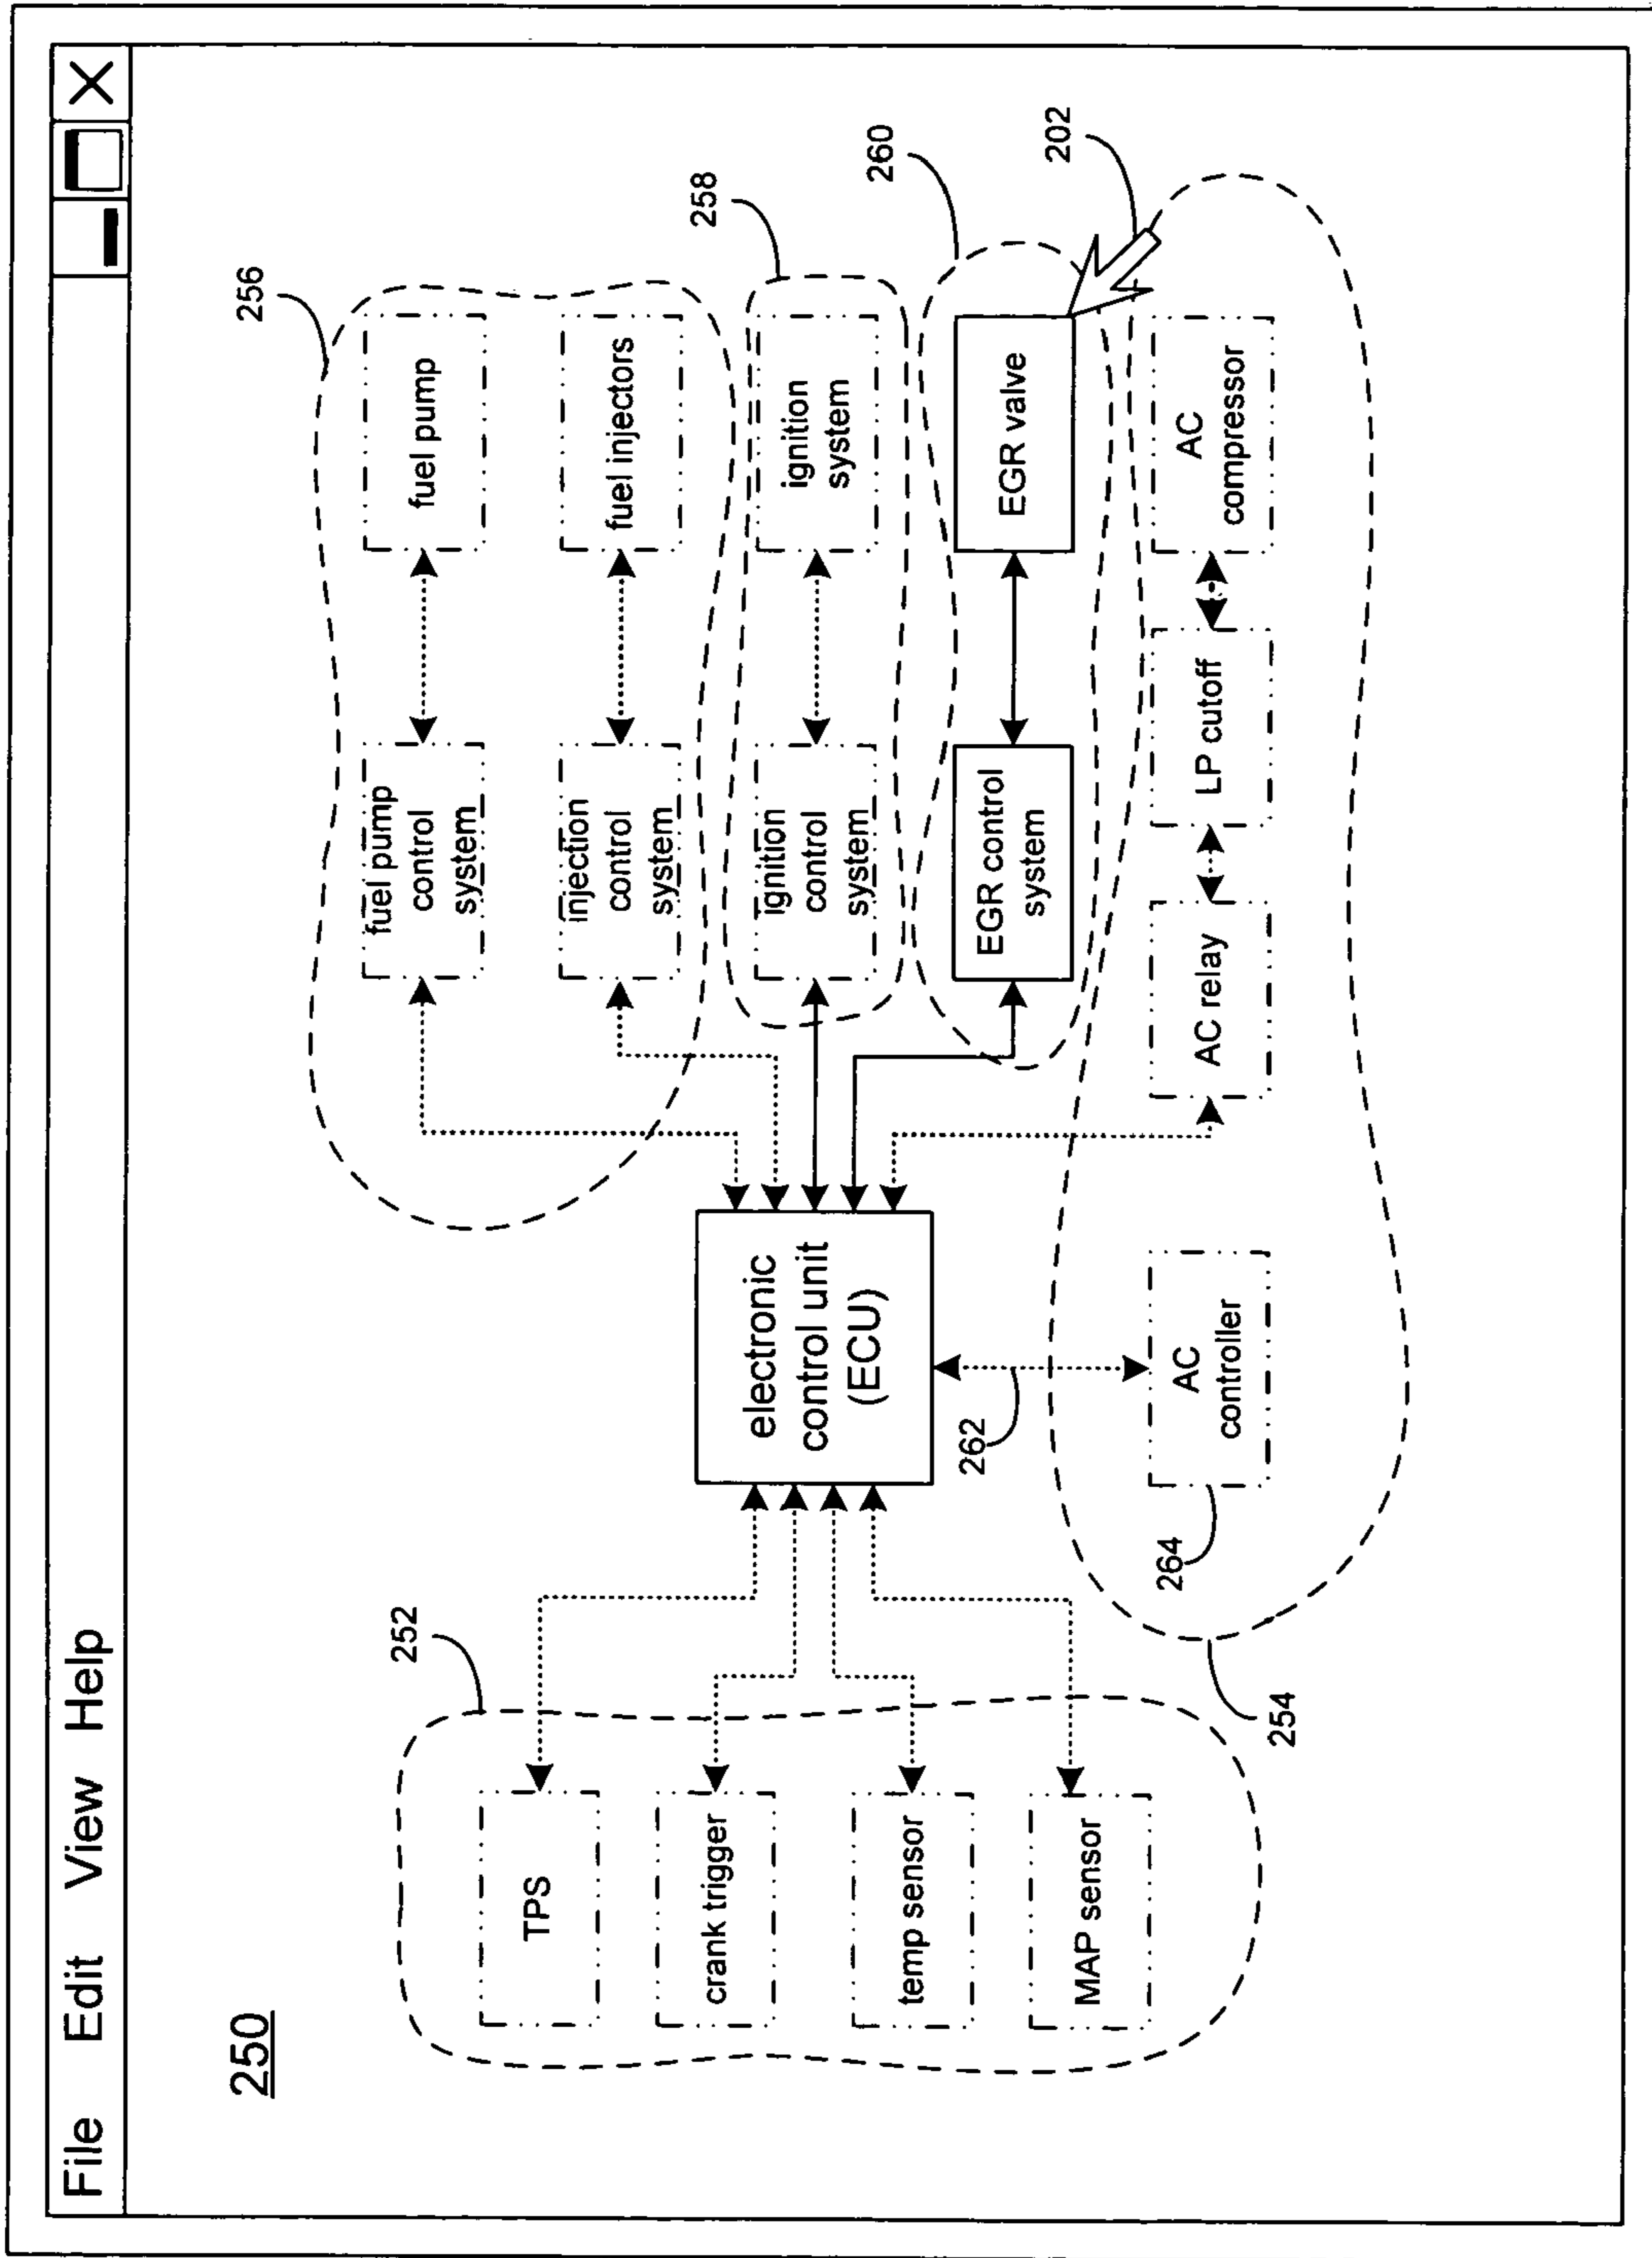 File Edit View Help
250
252
TPS
crank trigger
temp sensor
MAP sensor
electronic
control unit
(ECU)
262
264
AC
controller
254
256
fuel pump
control
system
fuel pump
injection
control
system
fuel injectors
258
ignition
control
system
ignition
system
260
EGR control
system
EGR valve
202
AC relay
LP cutoff
AC
compressor